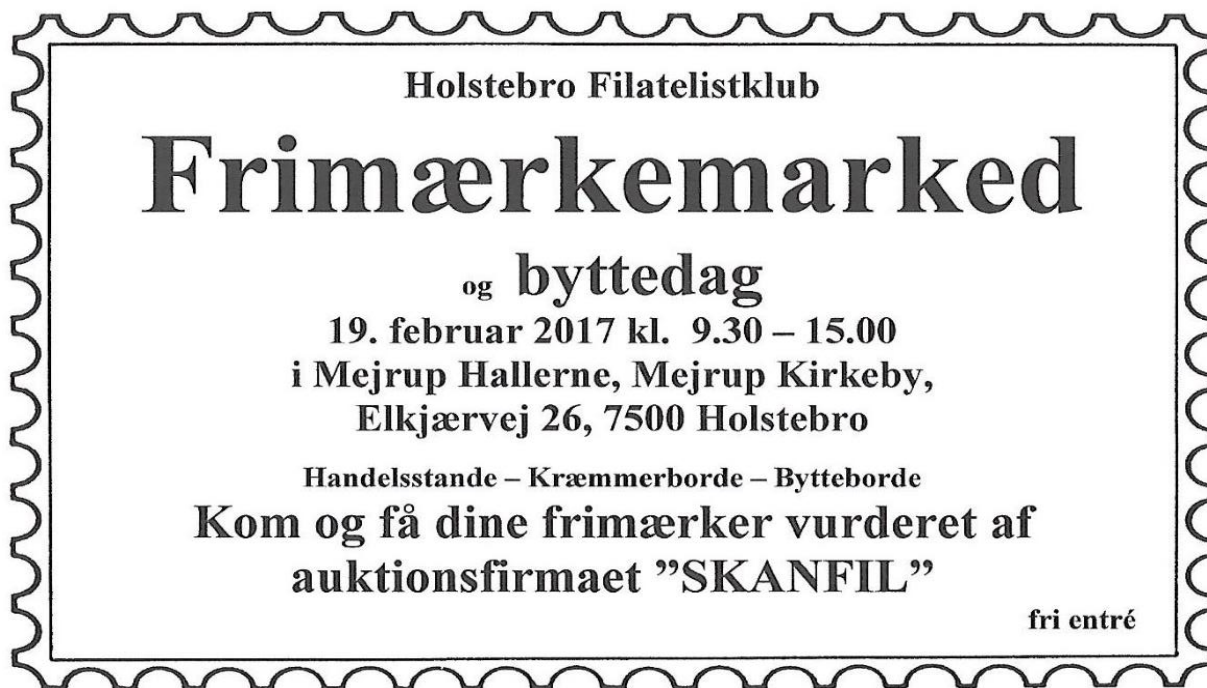 Holstebro Filatelistklub
Frimærkemarked
og byttedag
19. februar 2017 kl. 9.30 – 15.00
i Mejrup Hallerne, Mejrup Kirkeby,
Elkjærvej 26, 7500 Holstebro
Handelsstande – Kræmmerborde – Bytteborde
Kom og få dine frimærker vurderet af
auktionsfirmaet ”SKANFIL”
fri entré